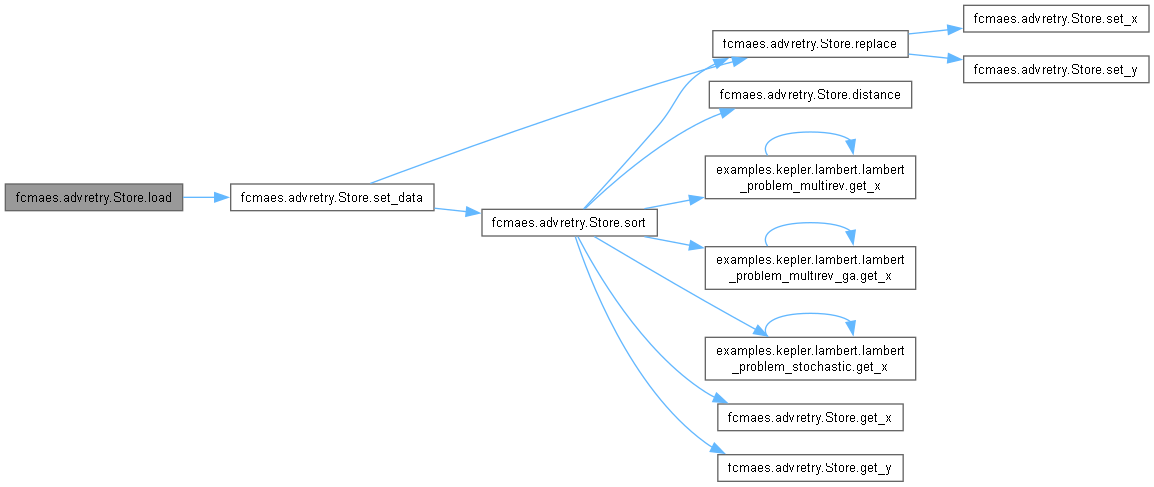 fcmaes.advretry.Store.load
fcmaes.advretry.Store.set_data
fcmaes.advretry.Store.sort
fcmaes.advretry.Store.replace
fcmaes.advretry.Store.set_x
fcmaes.advretry.Store.set_y
fcmaes.advretry.Store.distance
examples.kepler.lambert.lambert
_problem_multirev.get_x
examples.kepler.lambert.lambert
_problem_multirev_ga.get_x
examples.kepler.lambert.lambert
_problem_stochastic.get_x
fcmaes.advretry.Store.get_x
fcmaes.advretry.Store.get_y